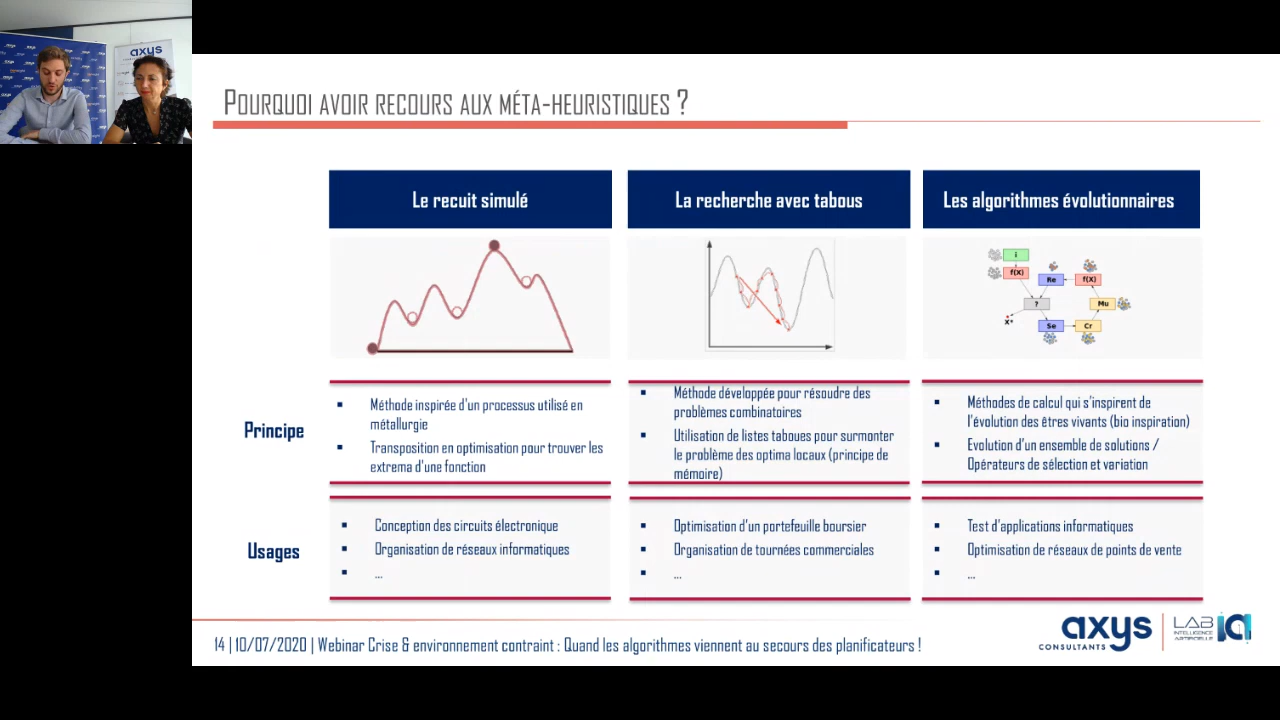 axys
POURQUOI AVOIR RECOURS AUX MÉTA-HEURISTIQUES ?
Le recuit simulé
La recherche avec tabous
Les algorithmes évolutionnaires
i
f(X)
Re
f(X)
?
Mu
X*
Se
Cr
Principe
Méthode inspirée d'un processus utilisé en
métallurgie
Transposition en optimisation pour trouver les
extrema d'une fonction
Méthode développée pour résoudre des
problèmes combinatoires
Utilisation de listes taboues pour surmonter
le problème des optima locaux (principe de
mémoire)
Méthodes de calcul qui s'inspirent de
l'évolution des êtres vivants (bio inspiration)
Evolution d'un ensemble de solutions /
Opérateurs de sélection et variation
Usages
Conception des circuits électronique
Organisation de réseaux informatiques
...
Optimisation d'un portefeuille boursier
Organisation de tournées commerciales
...
Test d'applications informatiques
Optimisation de réseaux de points de vente
...
14 | 10/07/2020 | Webinar Crise & environnement contraint : Quand les algorithmes viennent au secours des planificateurs !
axys
CONSULTANTS
LAB
INTELLIGENCE
ARTIFICIELLE
IA